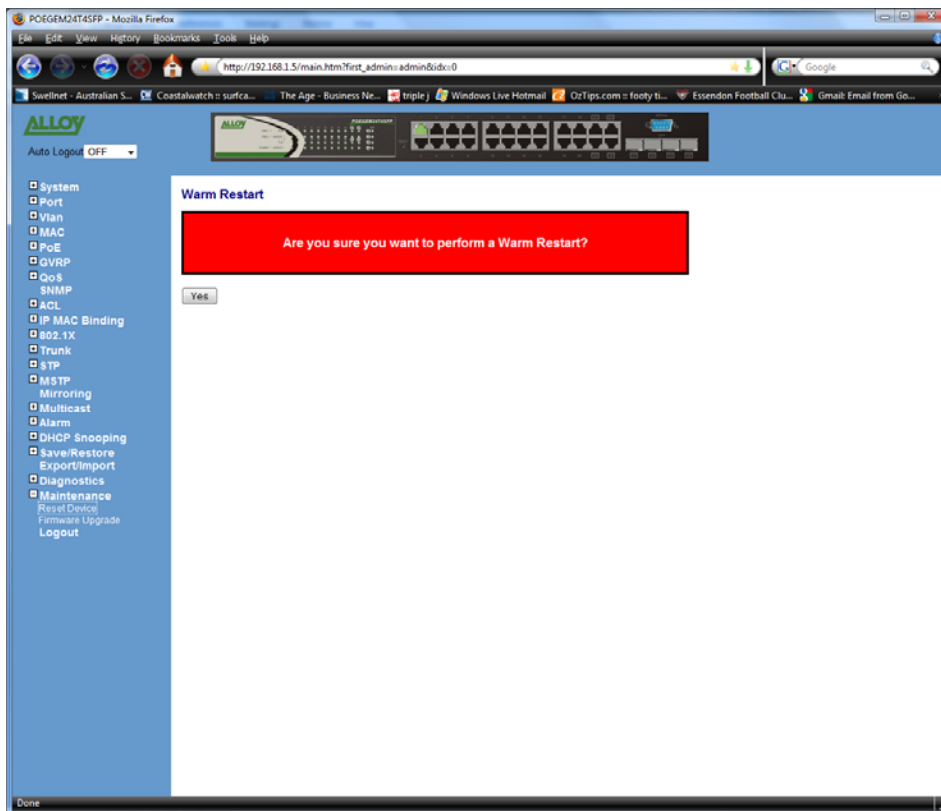 POEGEM24T4SFP - Mozilla Firefox
File Edit View History Bookmarks Tools Help
http://192.168.1.5/main.htm?first_admin=admin&idx=0
Google
Swellnet - Australian S... Coastalwatch :: surfca... The Age - Business Ne... triple j Windows Live Hotmail OzTips.com :: footy ti... Essendon Football Clu... Gmail: Email from Go...
ALLOY
Auto Logout OFF
ALLOY
POEGEM24T4SFP
System
Port
Vlan
MAC
PoE
GVRP
QoS
SNMP
ACL
IP MAC Binding
802.1X
Trunk
STP
MSTP
Mirroring
Multicast
Alarm
DHCP Snooping
Save/Restore
Export/Import
Diagnostics
Maintenance
Reset Device
Firmware Upgrade
Logout
Warm Restart
Are you sure you want to perform a Warm Restart?
Yes
Done